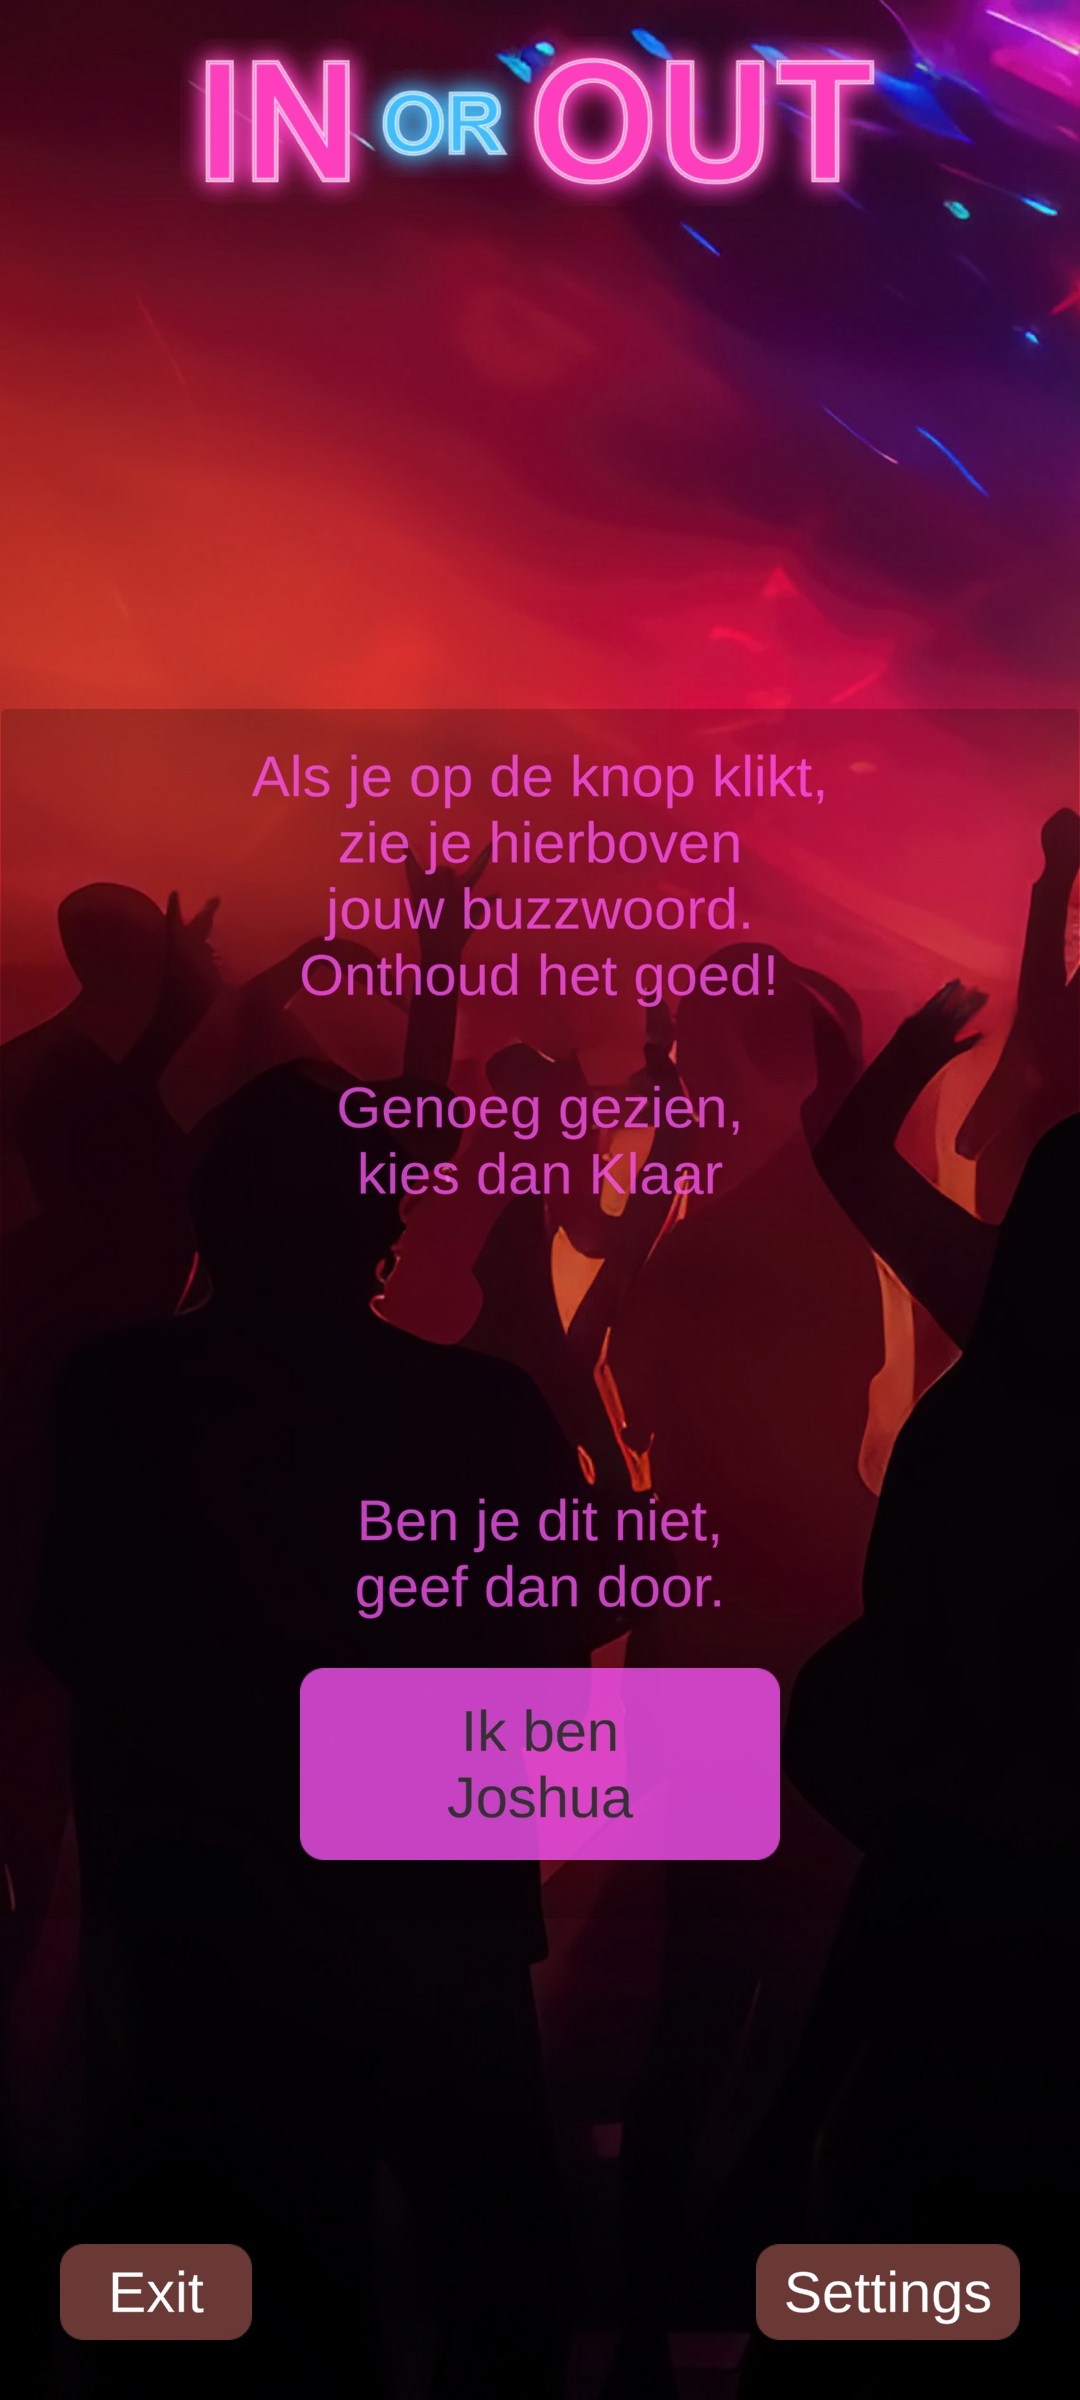 IN OR OUT
Als je op de knop klikt,
zie je hierboven
jouw buzzwoord.
Onthoud het goed!
Genoeg gezien,
kies dan Klaar
Ben je dit niet,
geef dan door.
Ik ben
Joshua
Exit
Settings